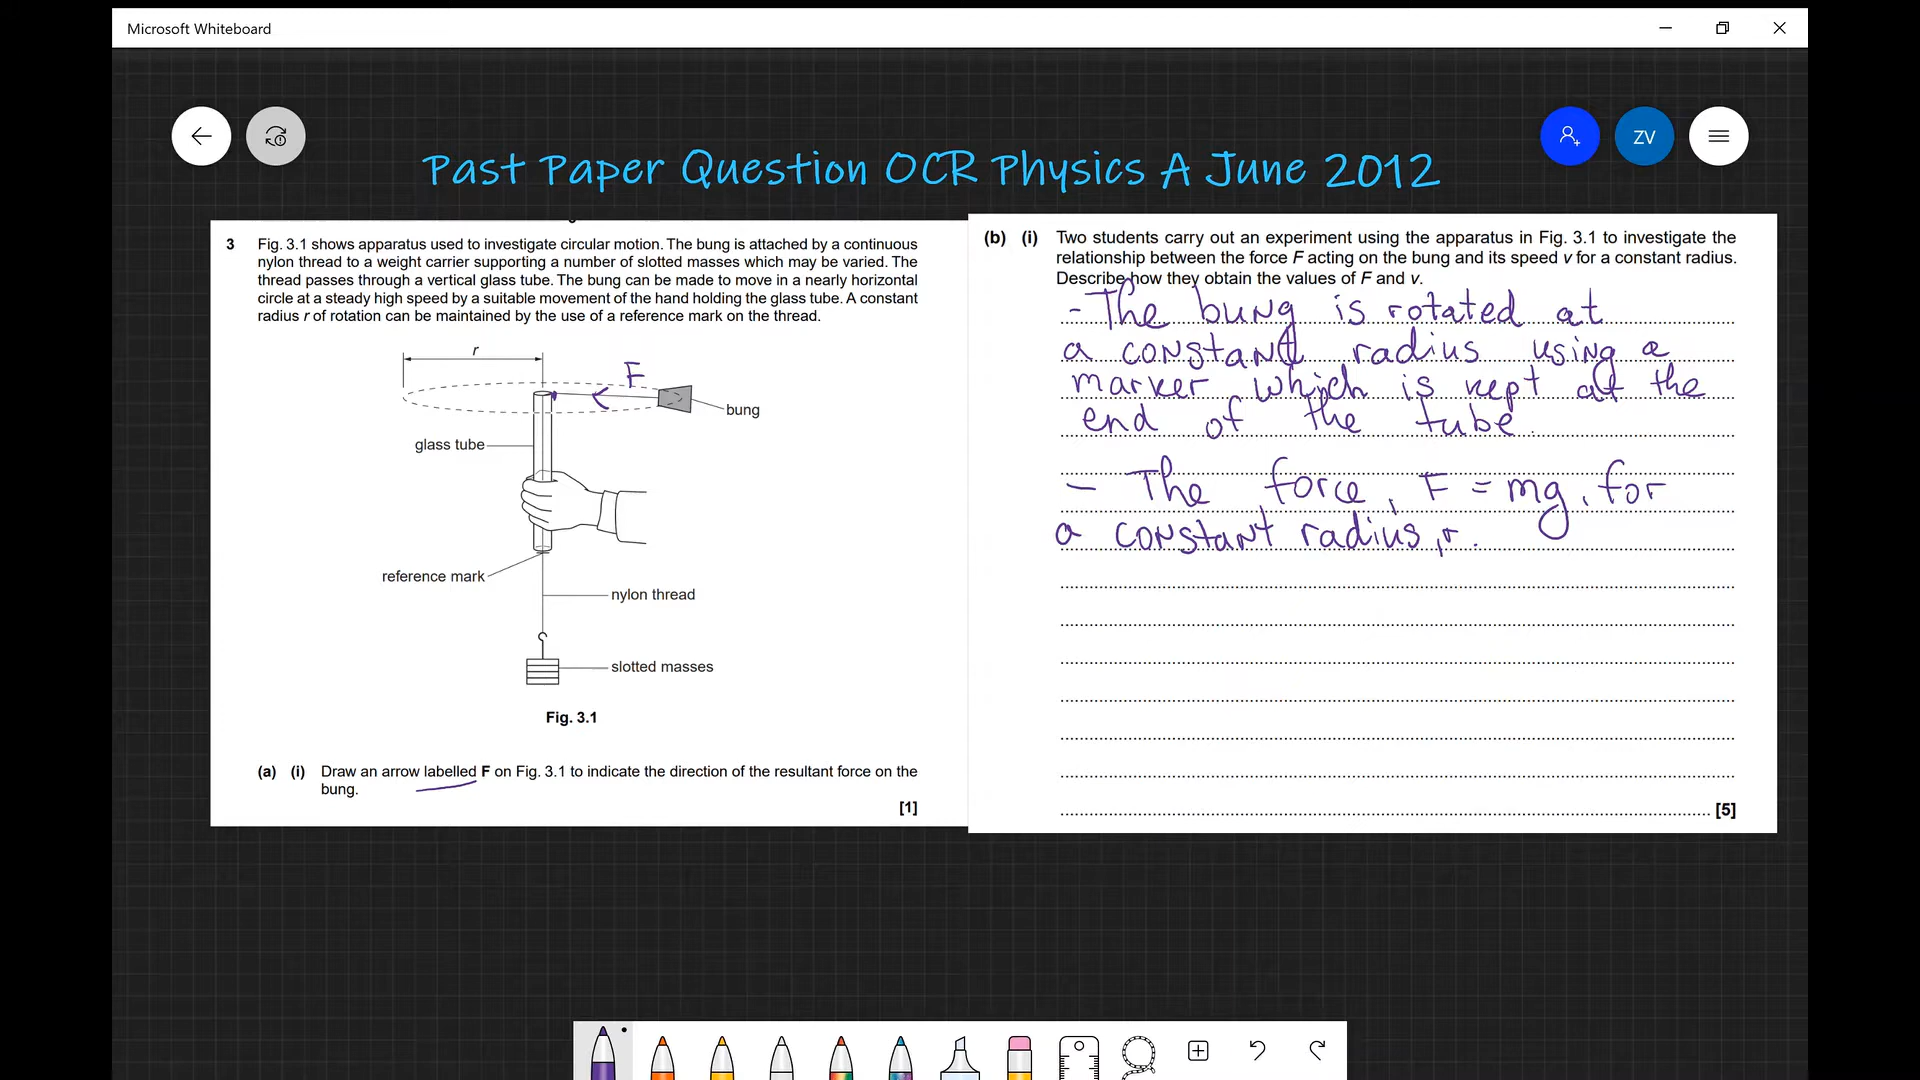 Microsoft Whiteboard
ZV
Past Paper Question OCR Physics A June 2012
3 Fig. 3.1 shows apparatus used to investigate circular motion. The bung is attached by a continuous
nylon thread to a weight carrier supporting a number of slotted masses which may be varied. The
thread passes through a vertical glass tube. The bung can be made to move in a nearly horizontal
circle at a steady high speed by a suitable movement of the hand holding the glass tube. A constant
radius r of rotation can be maintained by the use of a reference mark on the thread.
r
F
bung
glass tube
reference mark
nylon thread
slotted masses
Fig. 3.1
(a) (i) Draw an arrow labelled F on Fig. 3.1 to indicate the direction of the resultant force on the
bung.
[1]
(b) (i) Two students carry out an experiment using the apparatus in Fig. 3.1 to investigate the
relationship between the force F acting on the bung and its speed v for a constant radius.
Describe how they obtain the values of F and v.
- The bung is rotated at
a constant radius using a
marker which is kept at the
end of the tube.
- The force, F = mg, for
a constant radius, r.
[5]